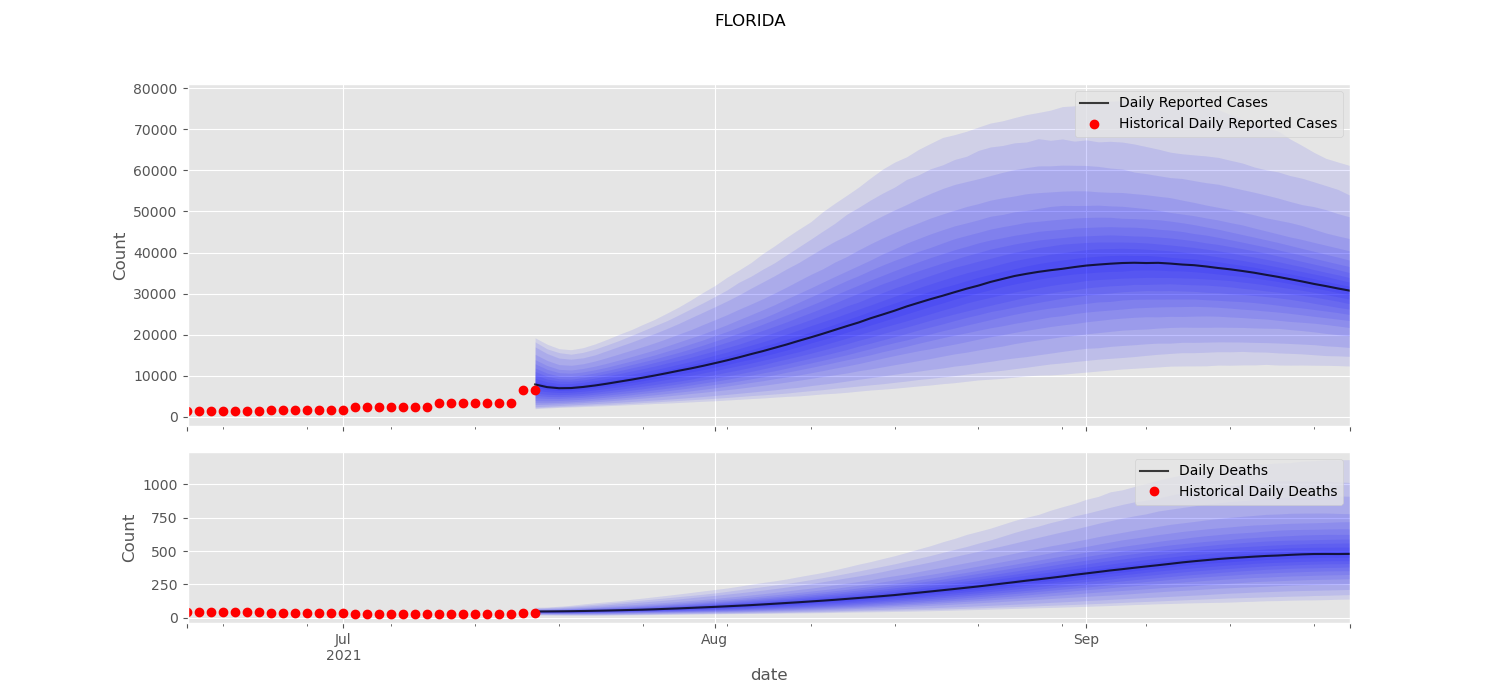 FLORIDA
80000
70000
60000
50000
40000
30000
20000
10000
0
Count
Daily Reported Cases
Historical Daily Reported Cases
1000
750
500
250
0
Count
Daily Deaths
Historical Daily Deaths
Jul
2021
Aug
Sep
date